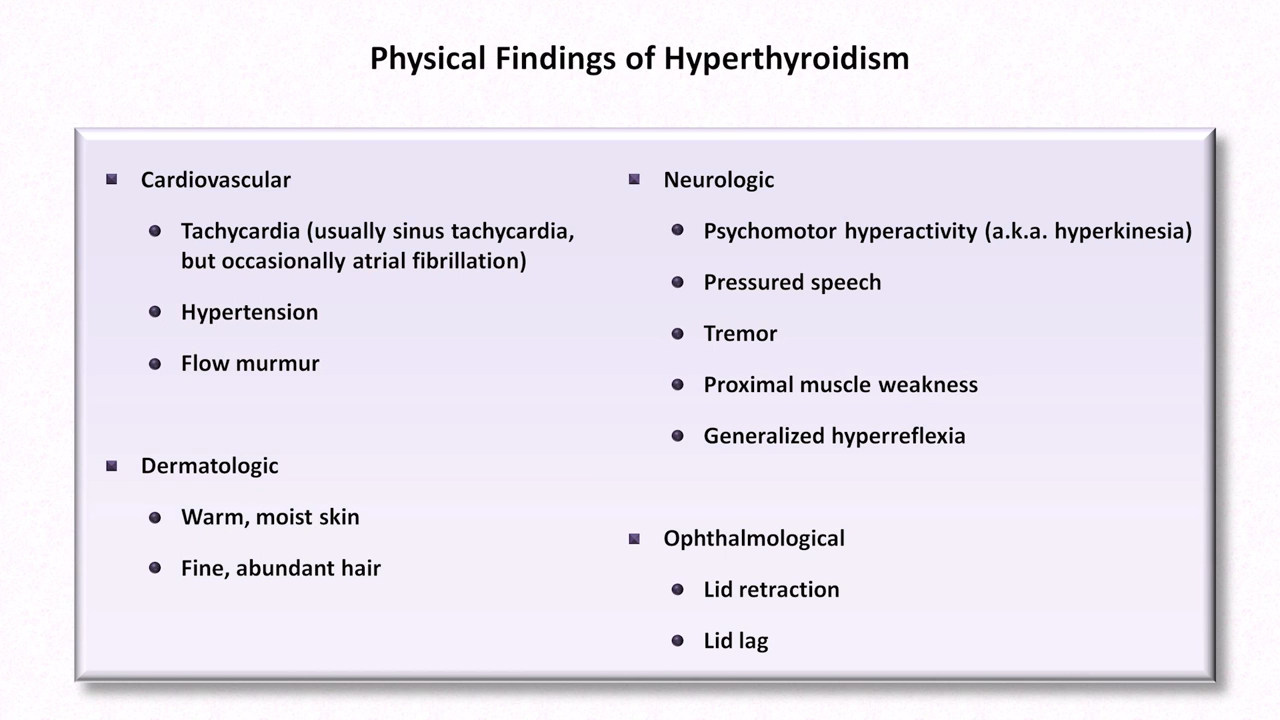 Physical Findings of Hyperthyroidism
Cardiovascular
Tachycardia (usually sinus tachycardia,
but occasionally atrial fibrillation)
Hypertension
Flow murmur
Dermatologic
Warm, moist skin
Fine, abundant hair
Neurologic
Psychomotor hyperactivity (a.k.a. hyperkinesia)
Pressured speech
Tremor
Proximal muscle weakness
Generalized hyperreflexia
Ophthalmological
Lid retraction
Lid lag